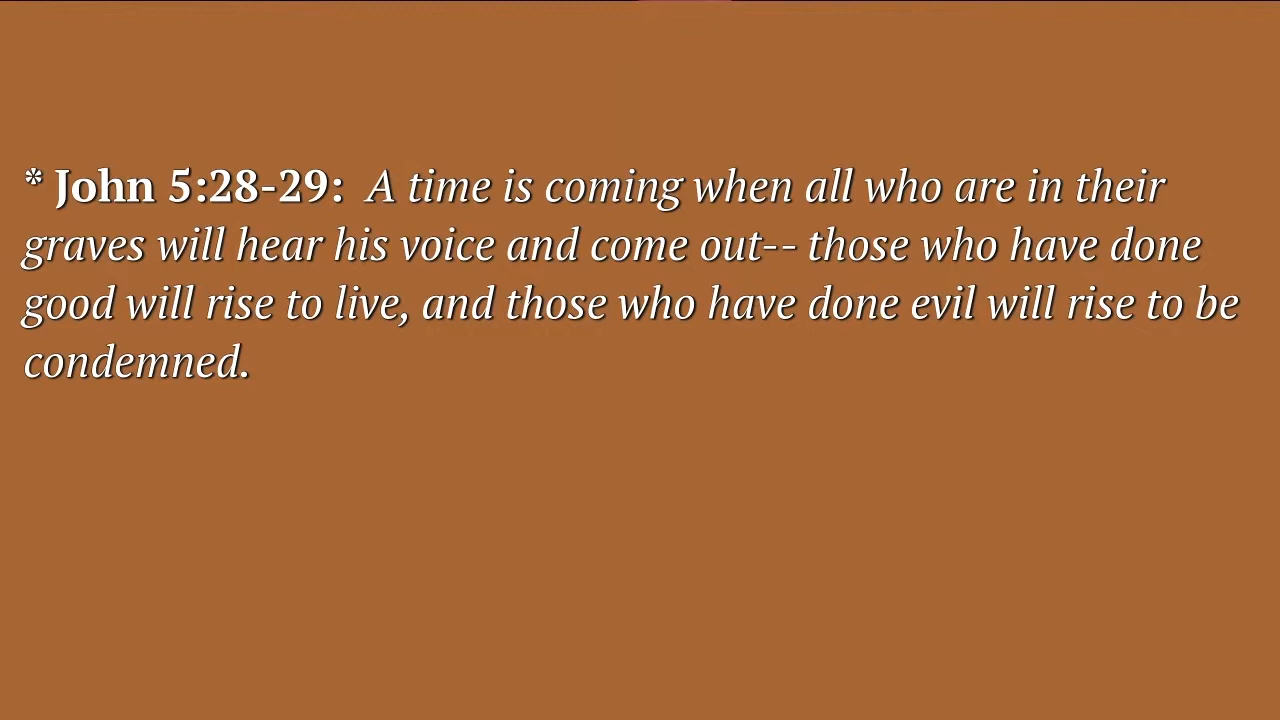 * John 5:28-29:  A time is coming when all who are in their
graves will hear his voice and come out-- those who have done
good will rise to live, and those who have done evil will rise to be
condemned.